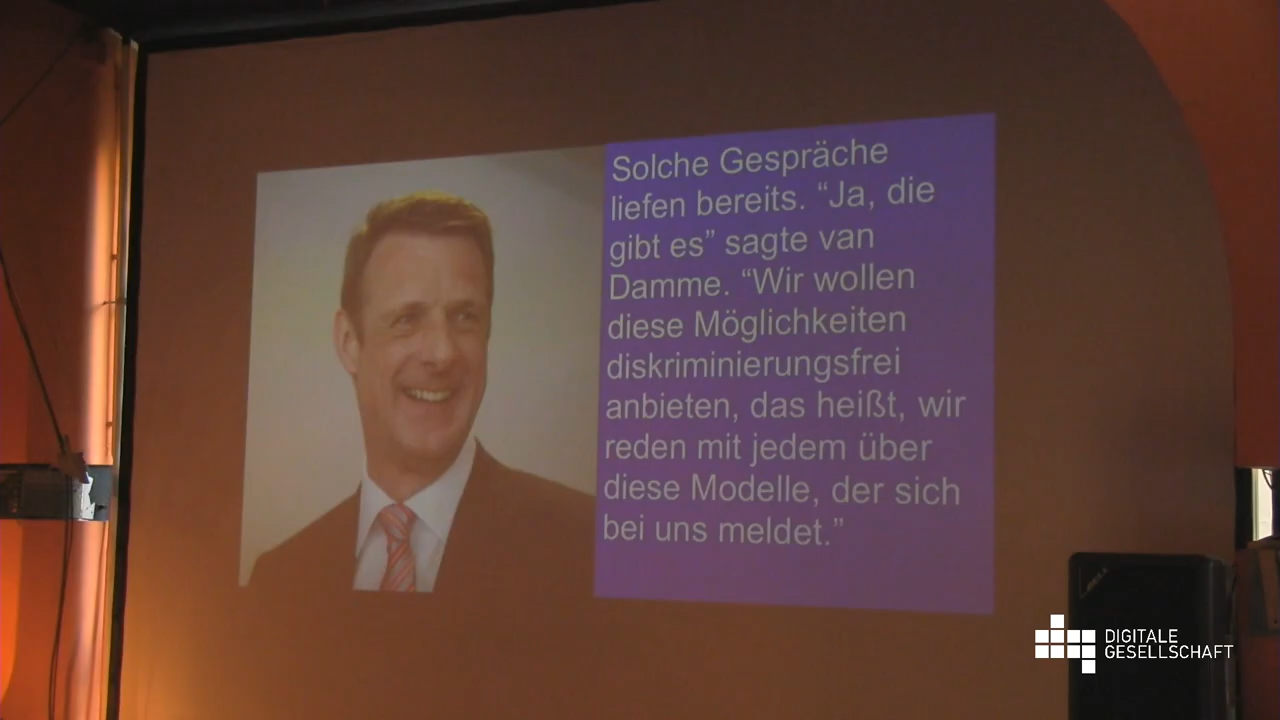 Solche Gespräche
liefen bereits. “Ja, die
gibt es” sagte van
Damme. “Wir wollen
diese Möglichkeiten
diskriminierungsfrei
anbieten, das heißt, wir
reden mit jedem über
diese Modelle, der sich
bei uns meldet.”
DIGITALE
GESELLSCHAFT